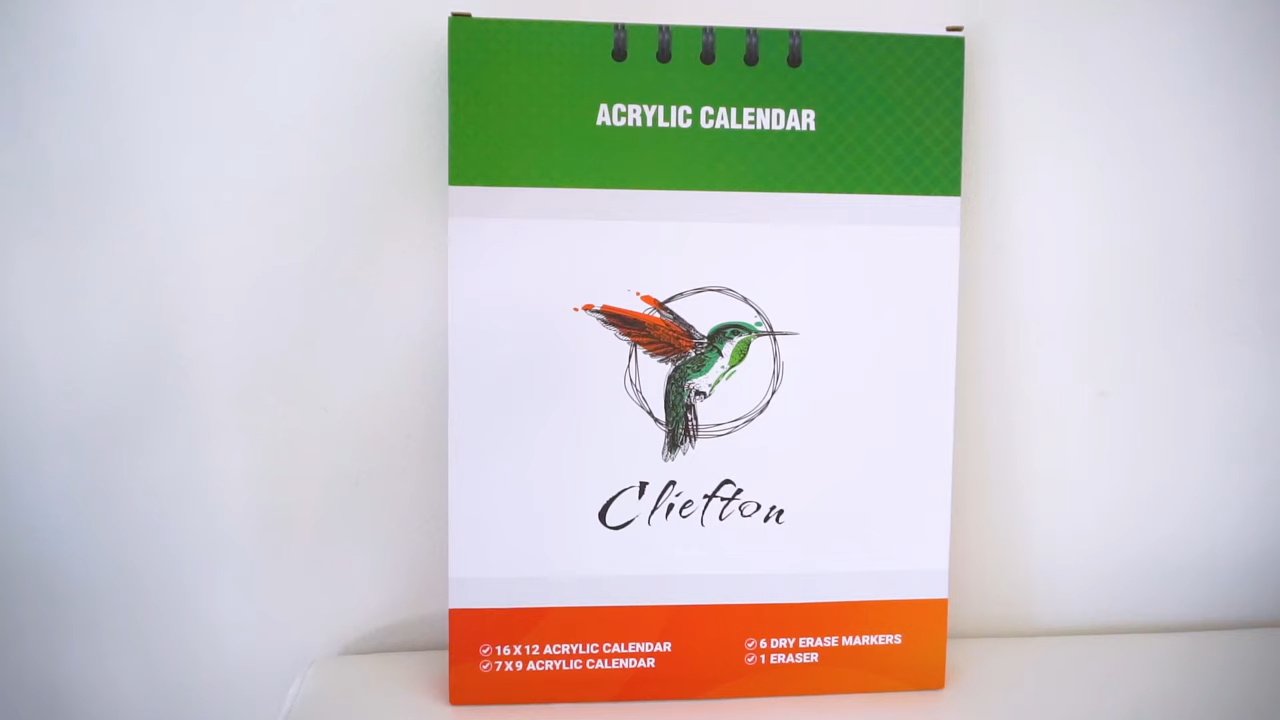 ACRYLIC CALENDAR
Cliefton
16 X 12 ACRYLIC CALENDAR
7 X 9 ACRYLIC CALENDAR
6 DRY ERASE MARKERS
1 ERASER